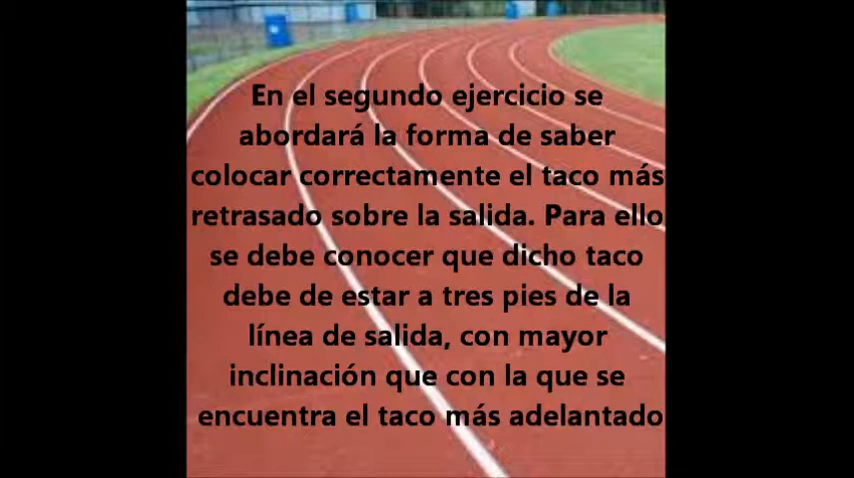 En el segundo ejercicio se
abordará la forma de saber
colocar correctamente el taco más
retrasado sobre la salida. Para ello
se debe conocer que dicho taco
debe de estar a tres pies de la
línea de salida, con mayor
inclinación que con la que se
encuentra el taco más adelantado